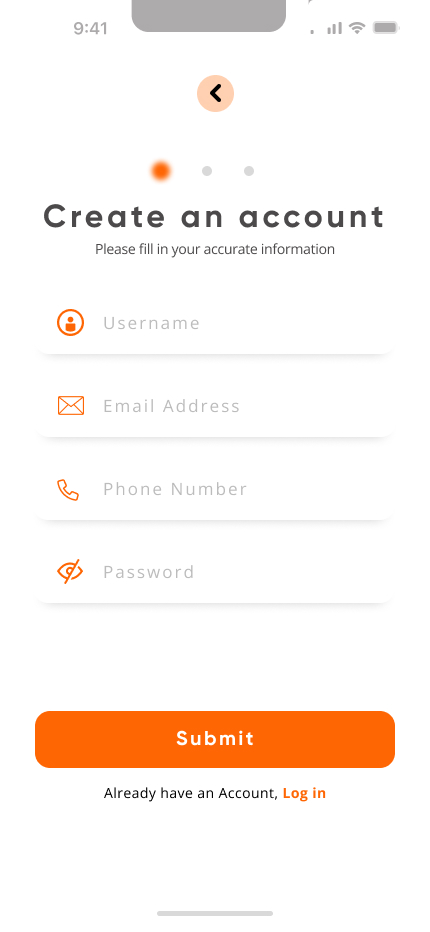 9:41
Create an account
Please fill in your accurate information
Username
Email Address
Phone Number
Password
Submit
Already have an Account, Log in